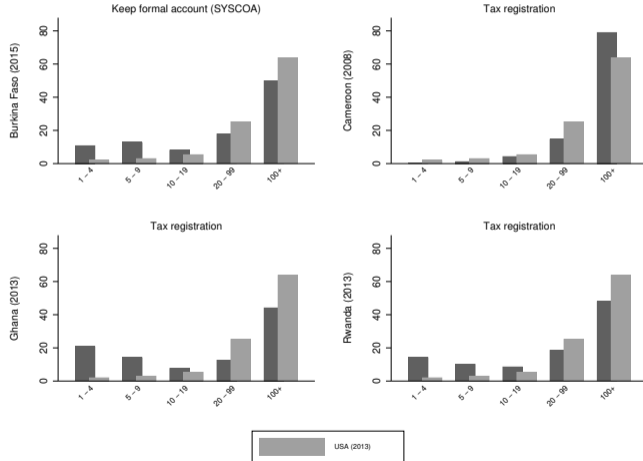 Keep formal account (SYSCOA)
Burkina Faso (2015)
80
60
40
20
0
1 – 4
5 – 9
10 – 19
20 – 99
100+
Tax registration
Cameroon (2008)
80
60
40
20
0
1 – 4
5 – 9
10 – 19
20 – 99
100+
Tax registration
Ghana (2013)
80
60
40
20
0
1 – 4
5 – 9
10 – 19
20 – 99
100+
Tax registration
Rwanda (2013)
80
60
40
20
0
1 – 4
5 – 9
10 – 19
20 – 99
100+
USA (2013)